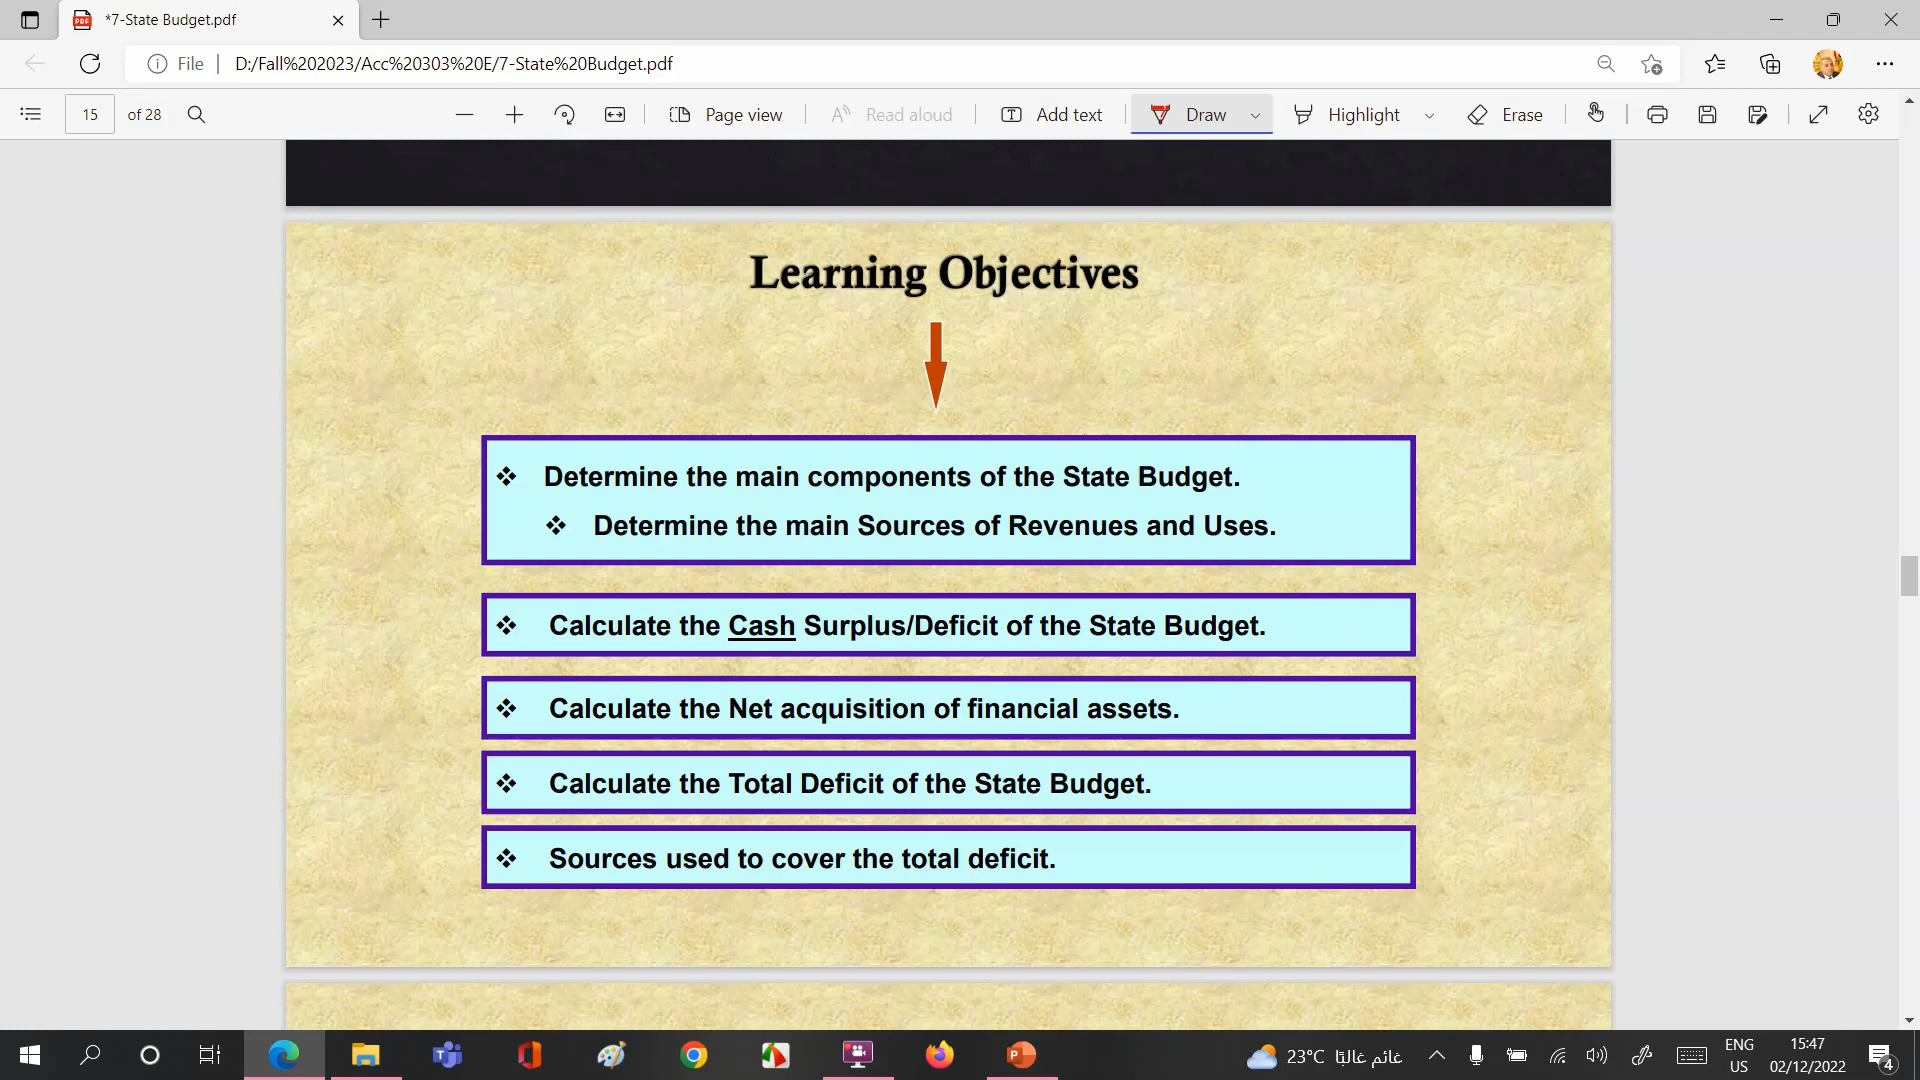 *7-State Budget.pdf
File
D:/Fall%202023/Acc%20303%20E/7-State%20Budget.pdf
15 of 28
Page view
Read aloud
Add text
Draw
Highlight
Erase
Learning Objectives
❖ Determine the main components of the State Budget.
❖ Determine the main Sources of Revenues and Uses.
❖ Calculate the Cash Surplus/Deficit of the State Budget.
❖ Calculate the Net acquisition of financial assets.
❖ Calculate the Total Deficit of the State Budget.
❖ Sources used to cover the total deficit.
23°C غائم غالبًا
ENG
US
15:47
02/12/2022
4